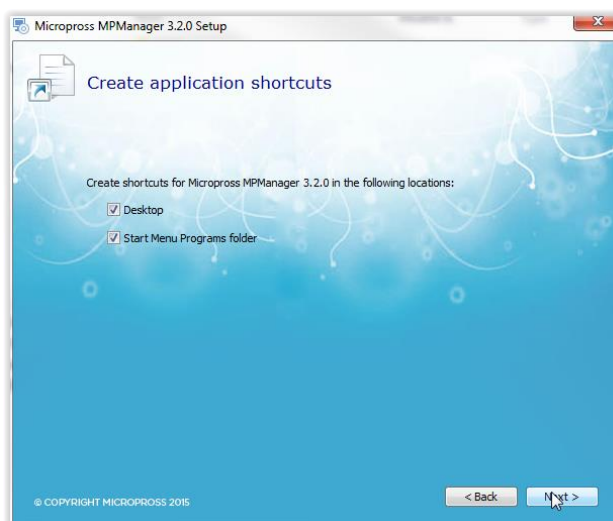 Micropross MPManager 3.2.0 Setup
Create application shortcuts
Create shortcuts for Micropross MPManager 3.2.0 in the following locations:
Desktop
Start Menu Programs folder
© COPYRIGHT MICROPROSS 2015
< Back
Next >